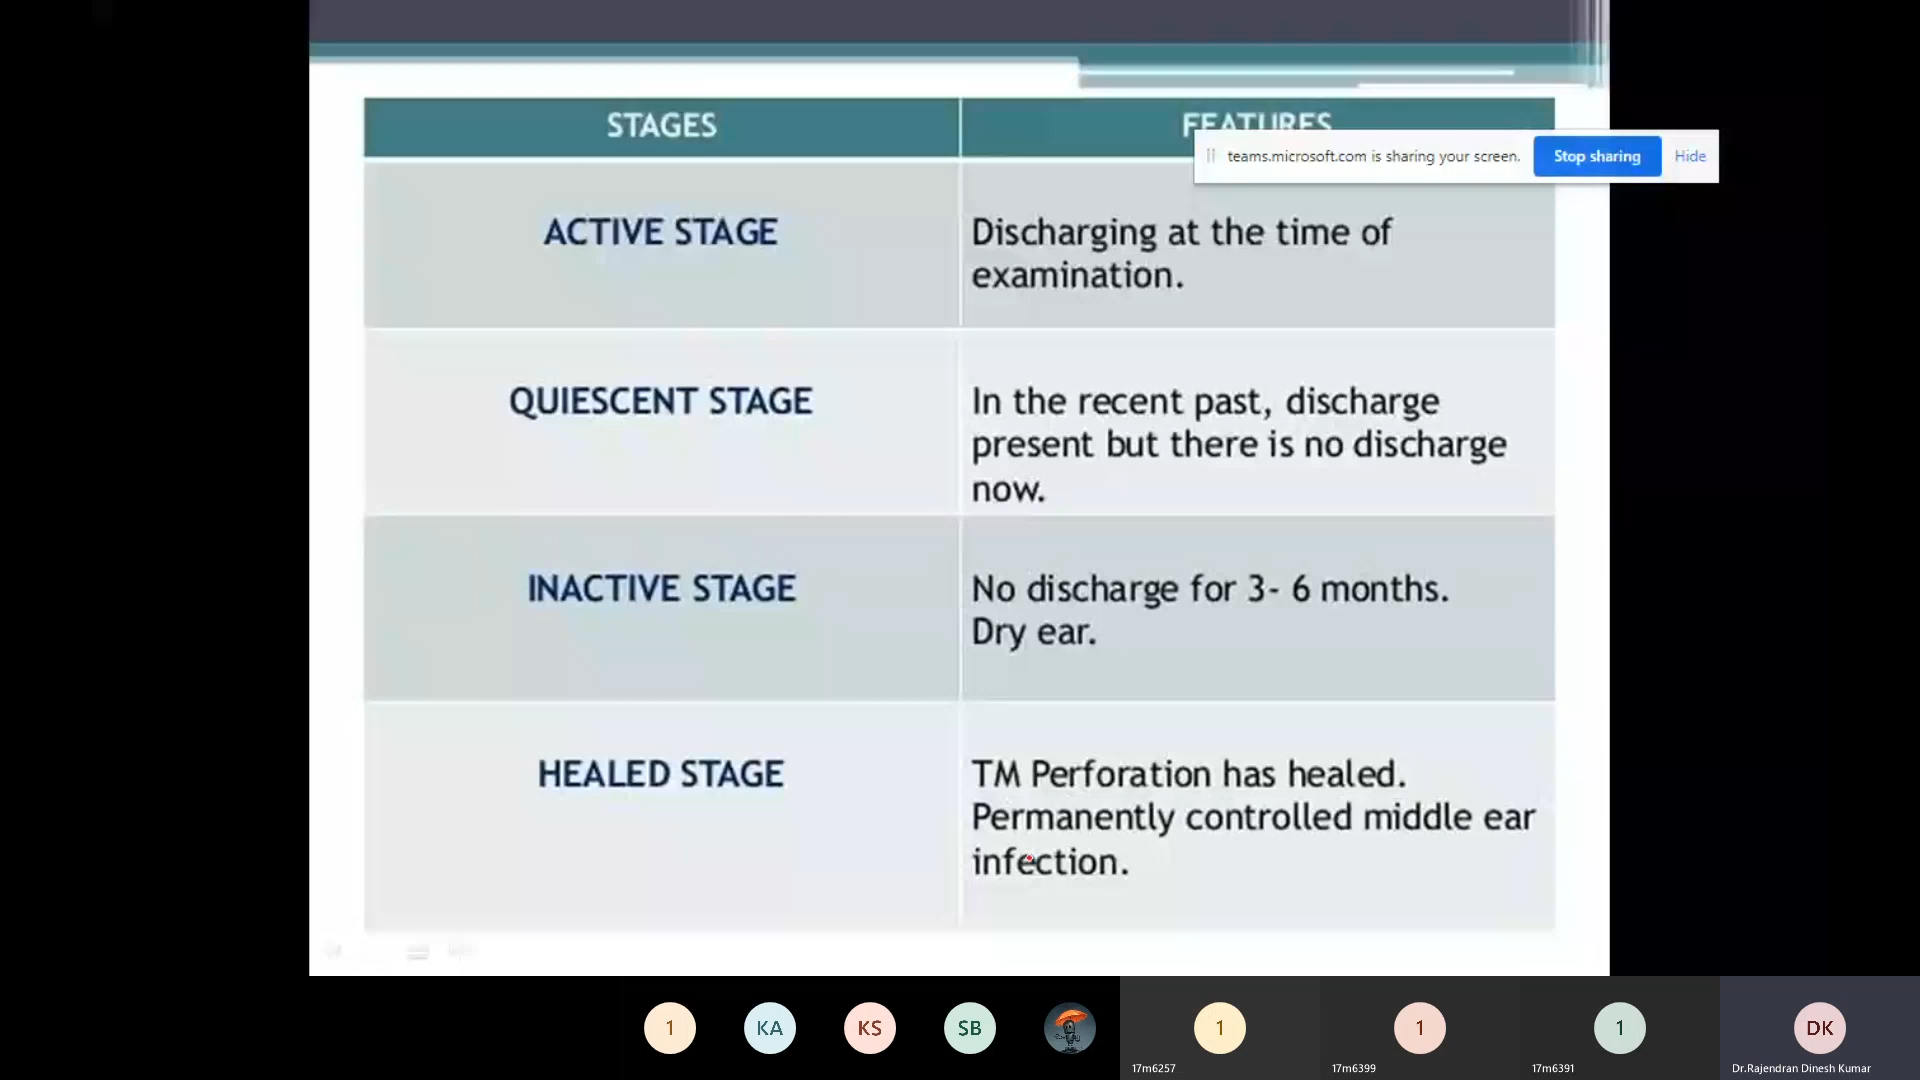 STAGES
FEATURES
teams.microsoft.com is sharing your screen.
Stop sharing
Hide
ACTIVE STAGE
Discharging at the time of
examination.
QUIESCENT STAGE
In the recent past, discharge
present but there is no discharge
now.
INACTIVE STAGE
No discharge for 3- 6 months.
Dry ear.
HEALED STAGE
TM Perforation has healed.
Permanently controlled middle ear
infection.
1
KA
KS
SB
1
1
1
DK
17m6257
17m6399
17m6391
Dr.Rajendran Dinesh Kumar